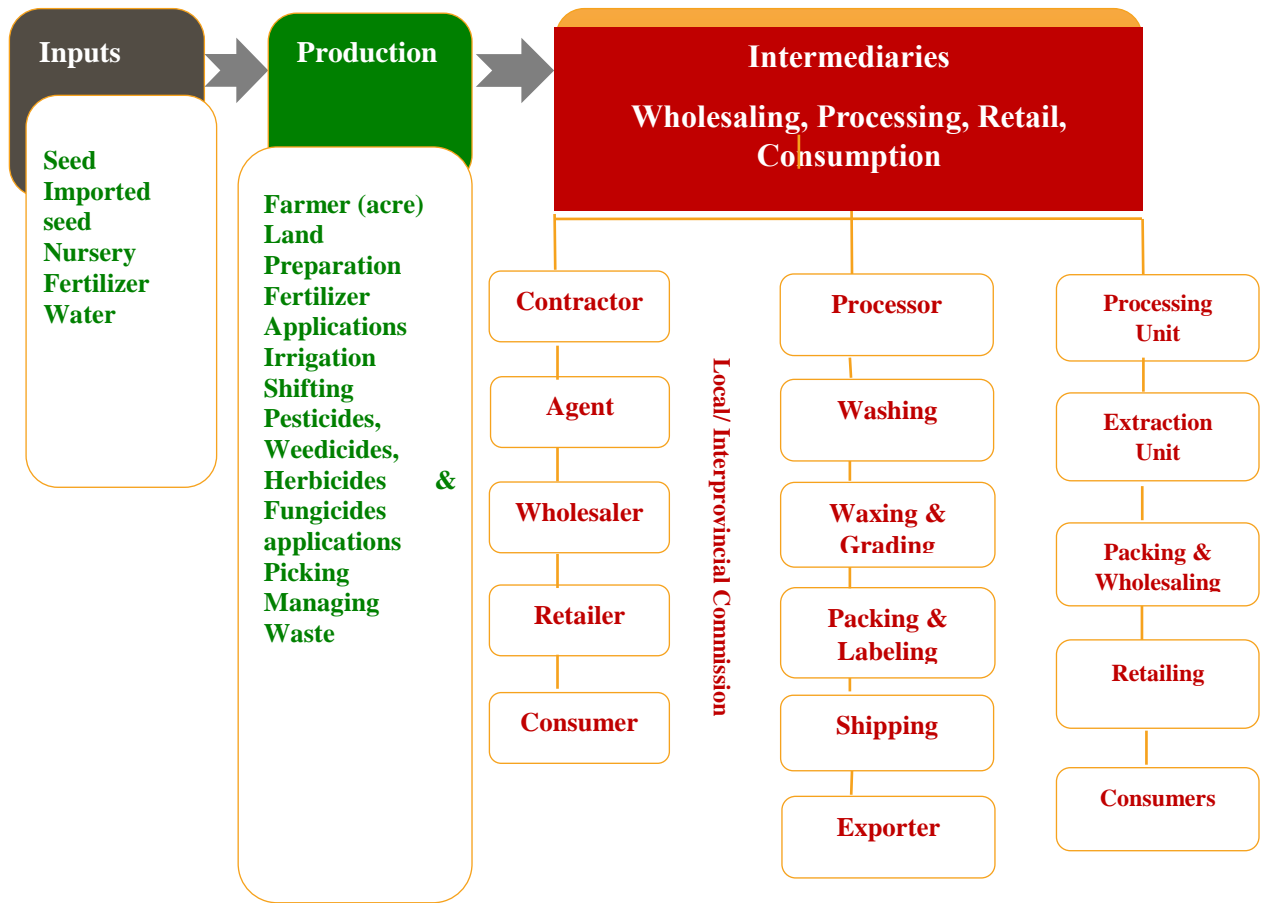 Inputs
Seed
Imported
seed
Nursery
Fertilizer
Water
Production
Farmer (acre)
Land
Preparation
Fertilizer
Applications
Irrigation
Shifting
Pesticides,
Weedicides,
Herbicides &
Fungicides
applications
Picking
Managing
Waste
Intermediaries
Wholesaling, Processing, Retail,
Consumption
Contractor
Agent
Wholesaler
Retailer
Consumer
Local/ Interprovincial Commission
Processor
Washing
Waxing &
Grading
Packing &
Labeling
Shipping
Exporter
Processing
Unit
Extraction
Unit
Packing &
Wholesaling
Retailing
Consumers